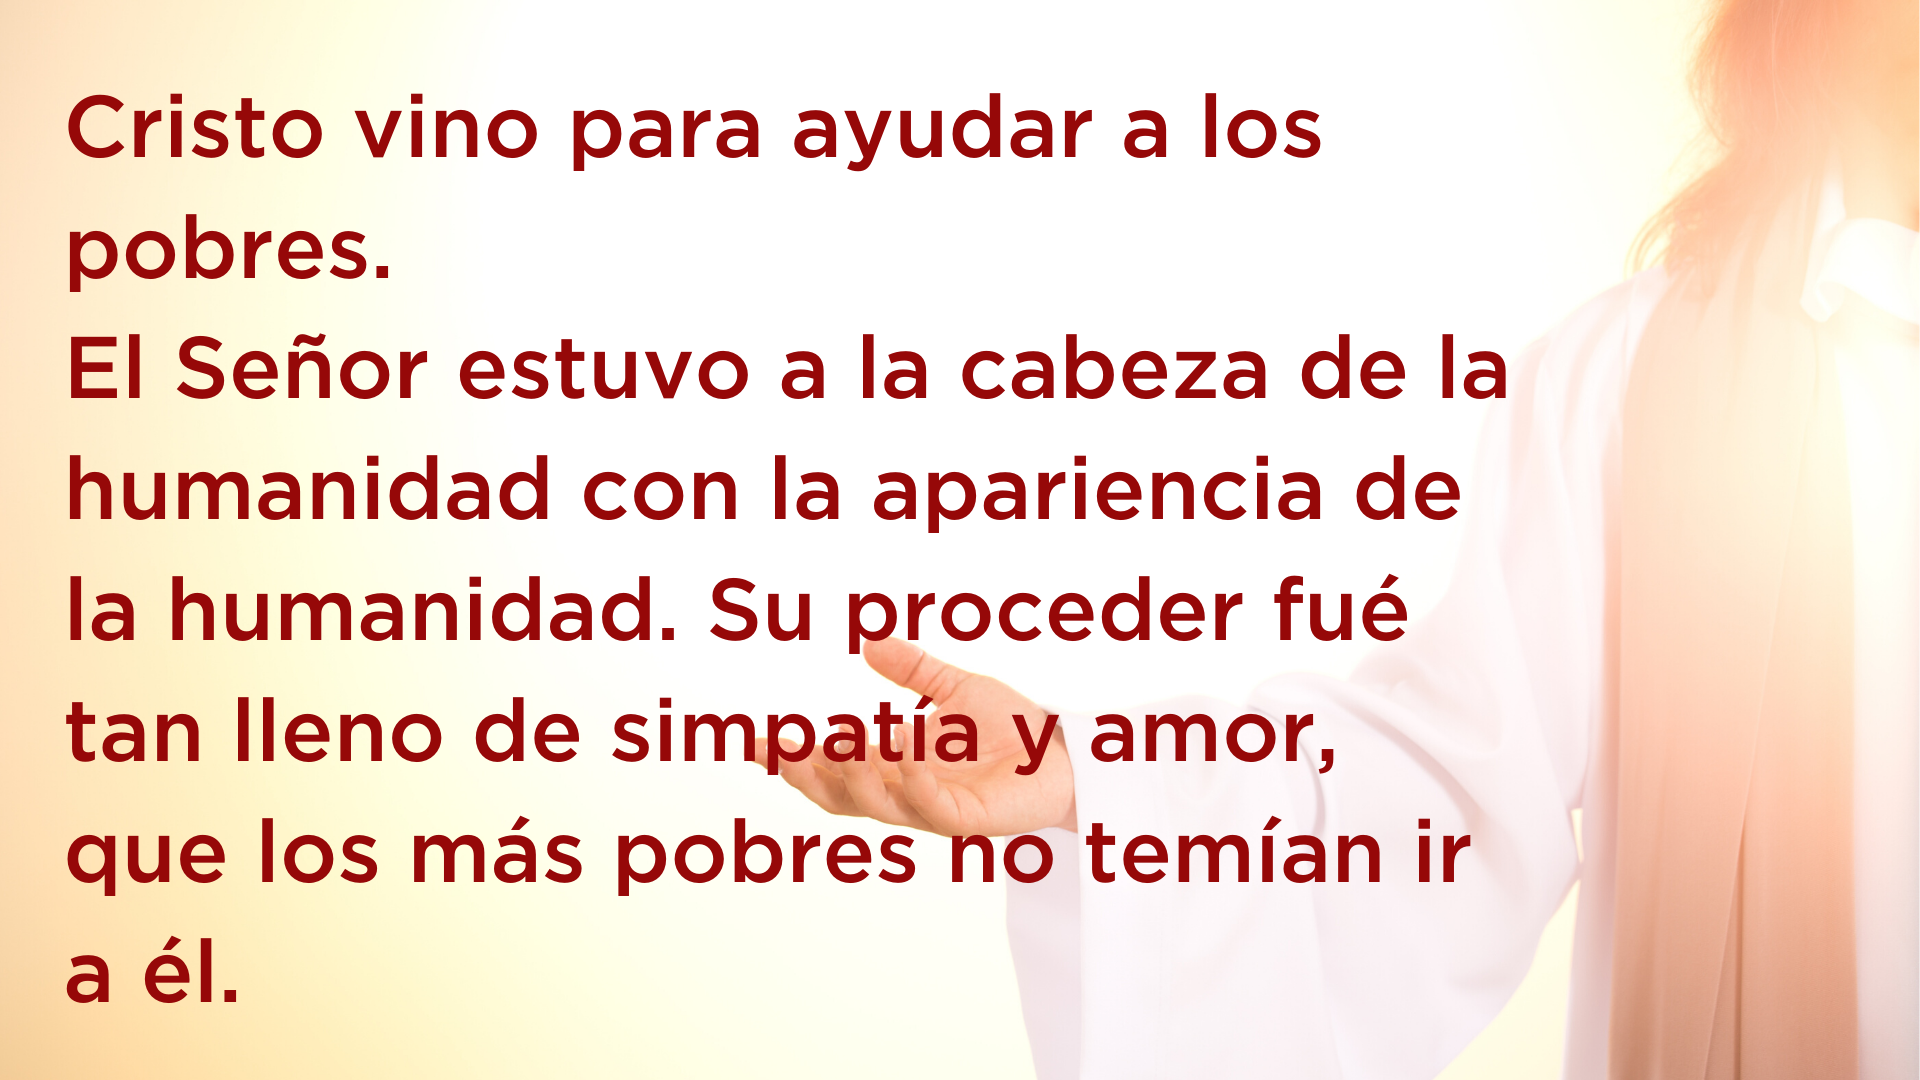 Cristo vino para ayudar a los
pobres.
El Señor estuvo a la cabeza de la
humanidad con la apariencia de
la humanidad. Su proceder fué
tan lleno de simpatía y amor,
que los más pobres no temían ir
a él.